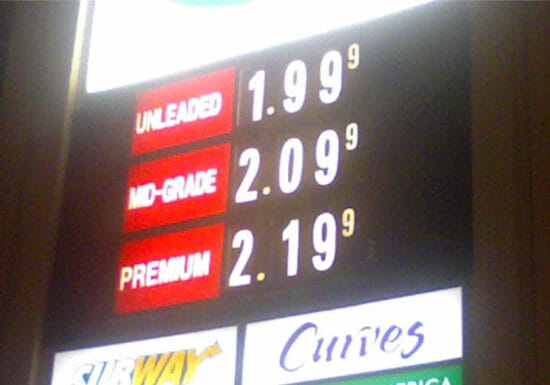 UNLEADED 1.99 9
MID-GRADE 2.09 9
PREMIUM 2.19 9
SUBWAY
Curves